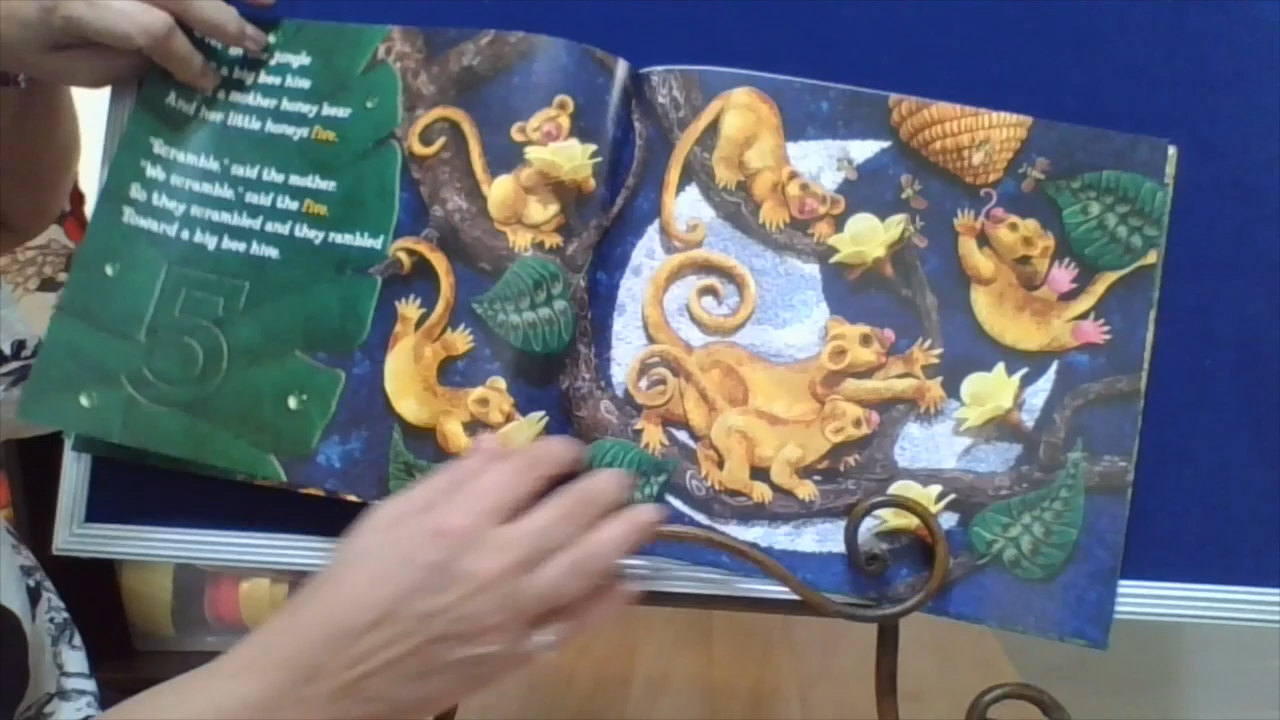 jungle
a big bee hive
a mother honey bear
And her little honeys five.
"Scramble," said the mother.
"We scramble," said the five.
So they scrambled and they rambled
Toward a big bee hive.
5